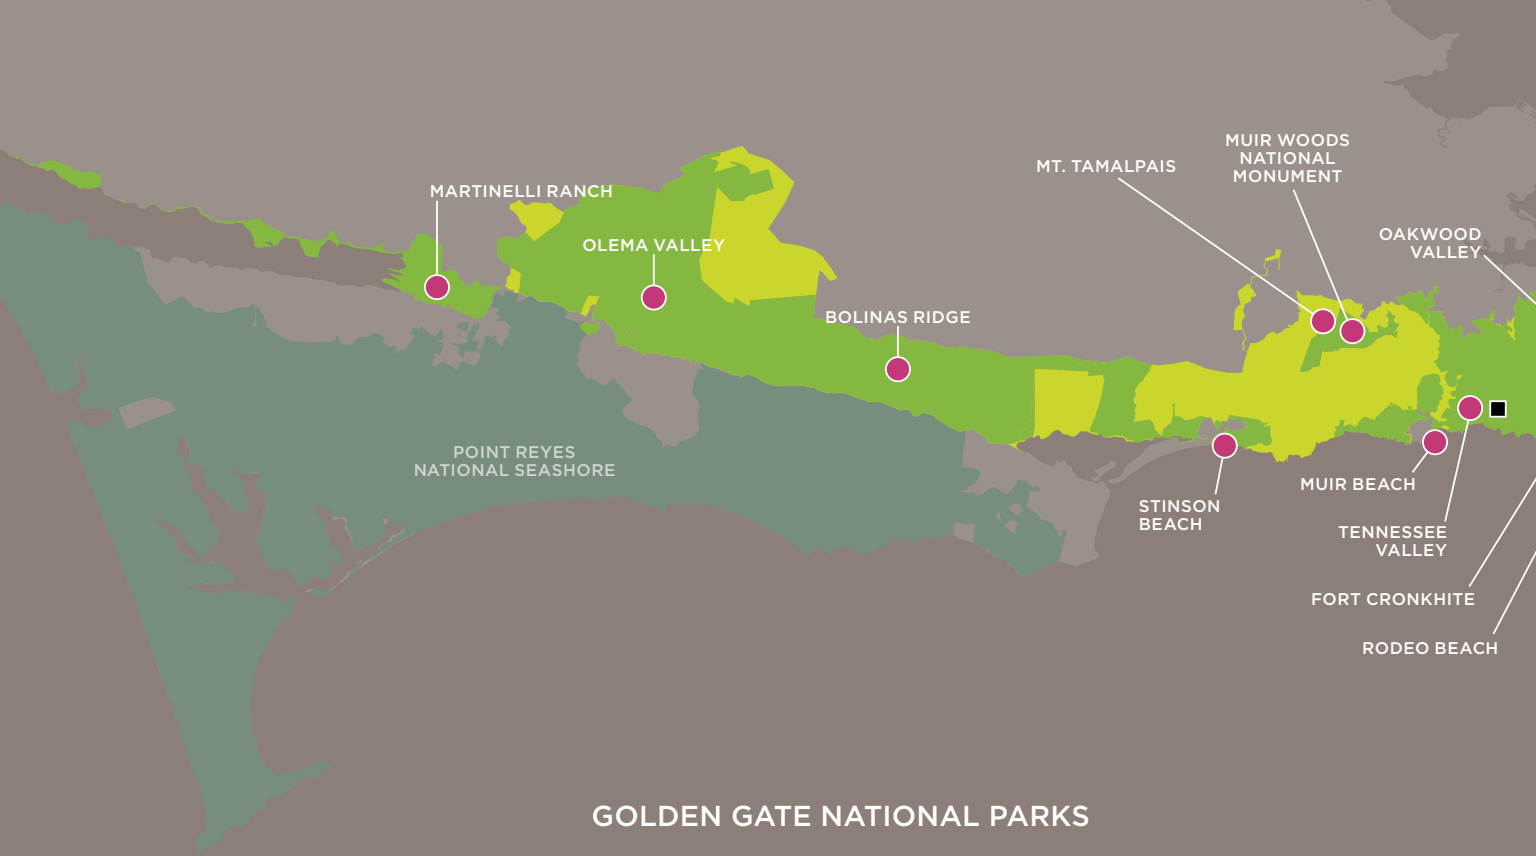 MUIR WOODS
NATIONAL
MONUMENT
MT. TAMALPAIS
MARTINELLI RANCH
OLEMA VALLEY
OAKWOOD
VALLEY
BOLINAS RIDGE
POINT REYES
NATIONAL SEASHORE
MUIR BEACH
STINSON
BEACH
TENNESSEE
VALLEY
FORT CRONKHITE
RODEO BEACH
GOLDEN GATE NATIONAL PARKS